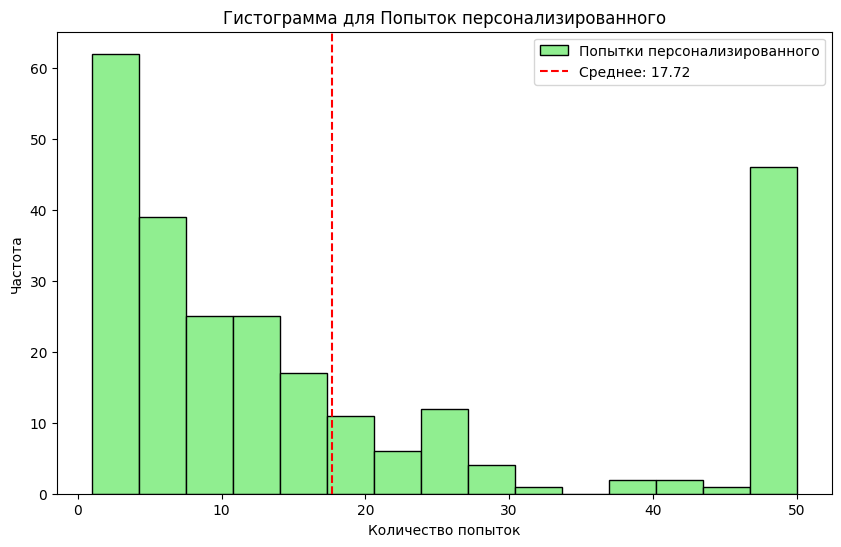 Гистограмма для Попыток персонализированного
Попытки персонализированного
Среднее: 17.72
Частота
60
50
40
30
20
10
0
0 10 20 30 40 50
Количество попыток